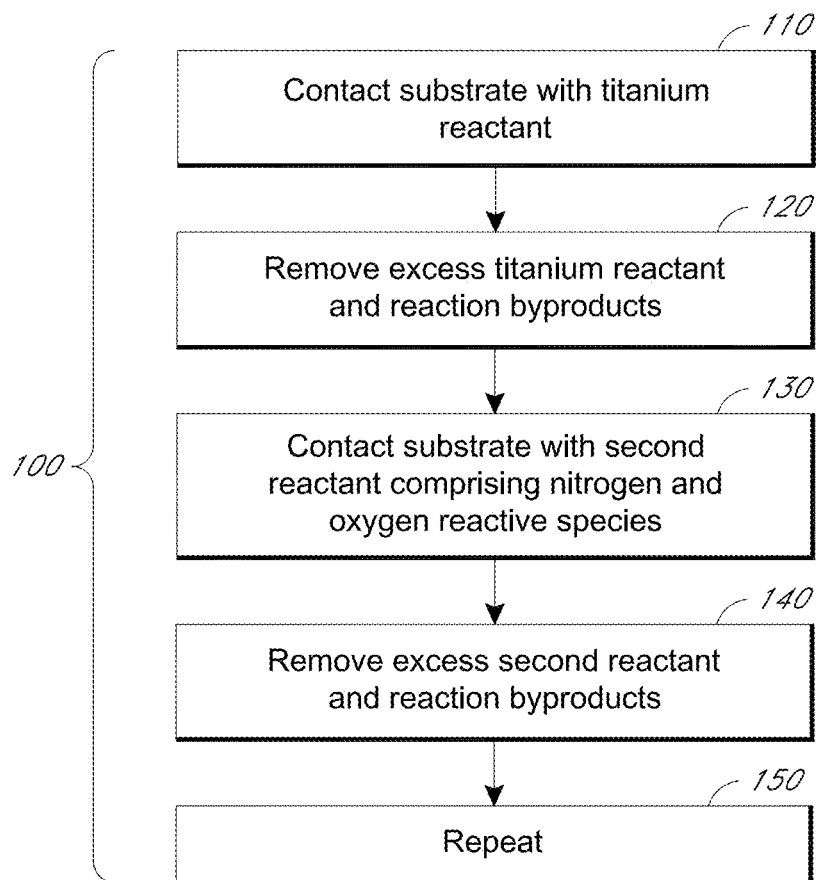 110
Contact substrate with titanium
reactant
120
Remove excess titanium reactant
and reaction byproducts
130
Contact substrate with second
reactant comprising nitrogen and
oxygen reactive species
100
140
Remove excess second reactant
and reaction byproducts
150
Repeat